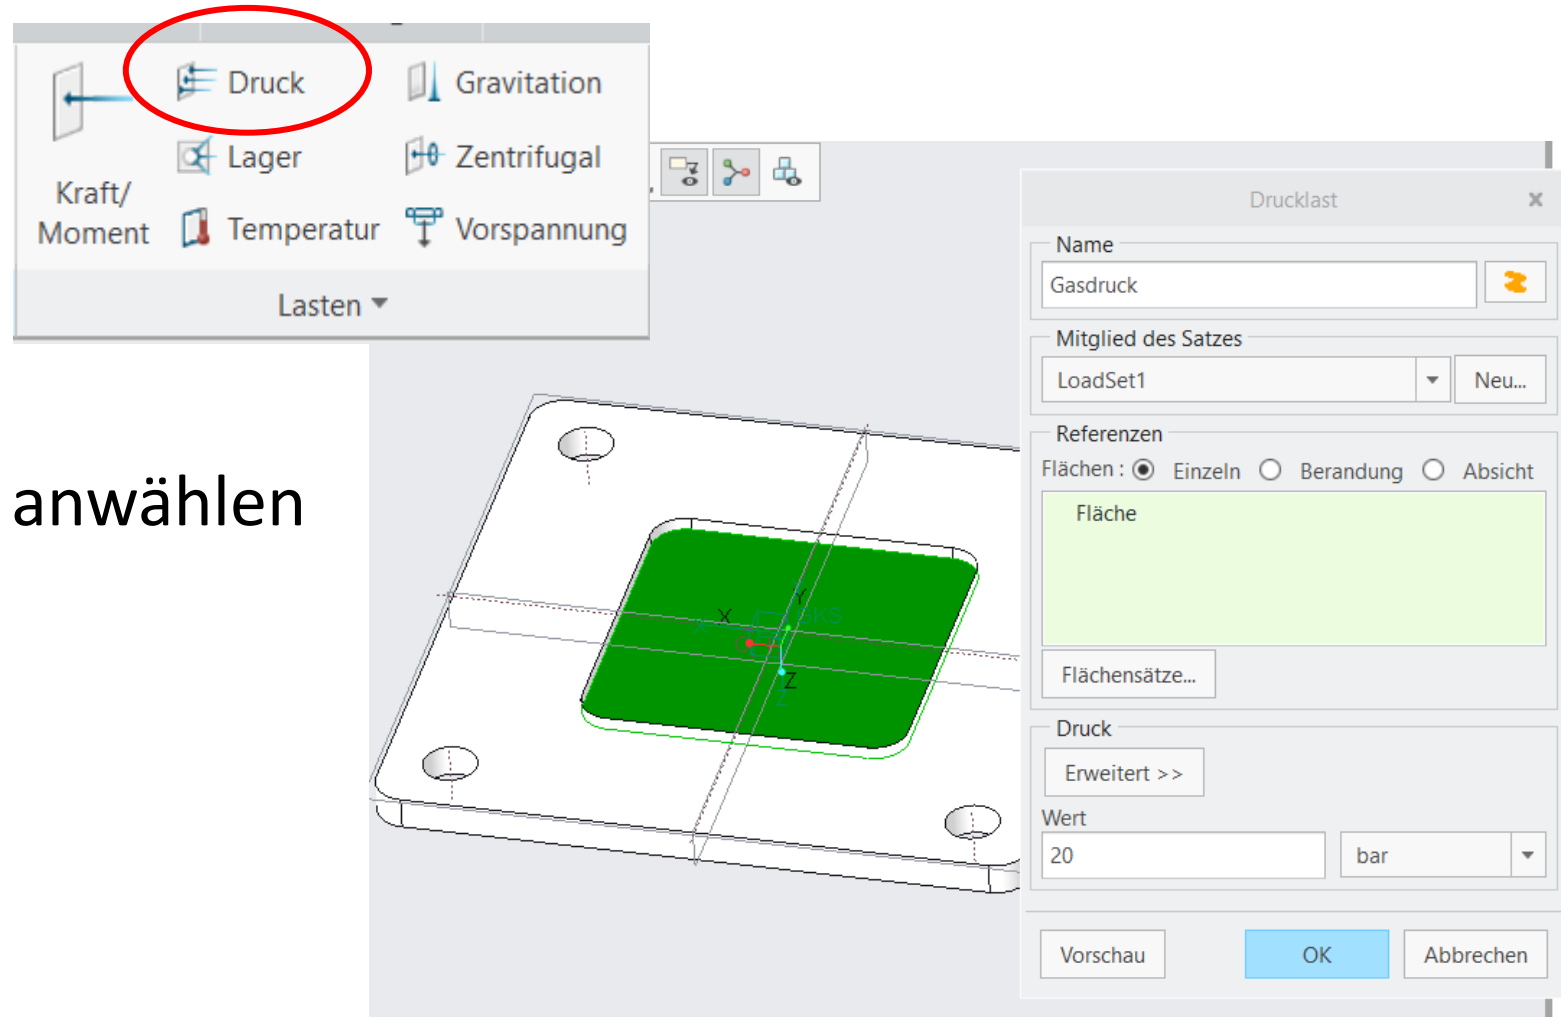 Druck
Gravitation
Lager
Zentrifugal
Kraft/
Moment
Temperatur
Vorspannung
Lasten
anwählen
X
Y
GKS
Z
Z
Drucklast
Name
Gasdruck
Mitglied des Satzes
LoadSet1
Neu...
Referenzen
Flächen : Einzeln Berandung Absicht
Fläche
Flächensätze...
Druck
Erweitert >>
Wert
20 bar
Vorschau OK Abbrechen